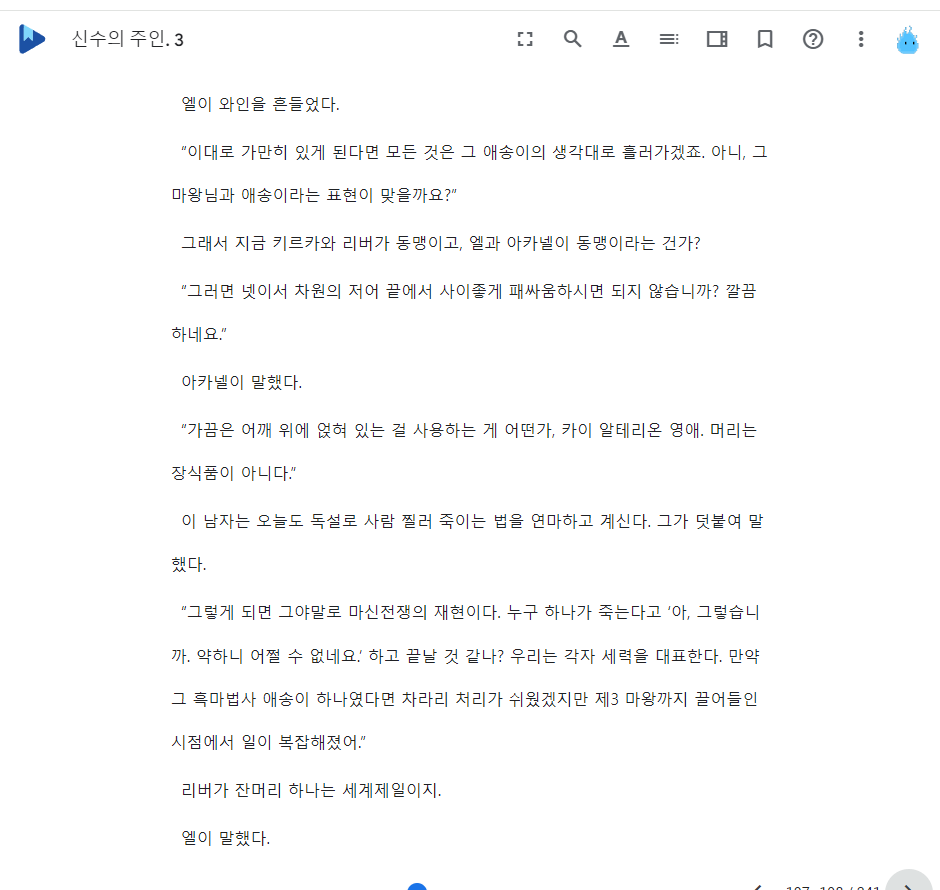 신수의 주인. 3
엘이 와인을 흔들었다.
“이대로 가만히 있게 된다면 모든 것은 그 애송이의 생각대로 흘러가겠죠. 아니, 그
마왕님과 애송이라는 표현이 맞을까요?”
그래서 지금 키르카와 리버가 동맹이고, 엘과 아카넬이 동맹이라는 건가?
“그러면 넷이서 차원의 저어 끝에서 사이좋게 패싸움하시면 되지 않습니까? 깔끔
하네요.”
아카넬이 말했다.
“가끔은 어깨 위에 얹혀 있는 걸 사용하는 게 어떤가, 카이 알테리온 영애. 머리는
장식품이 아니다.”
이 남자는 오늘도 독설로 사람 찔러 죽이는 법을 연마하고 계신다. 그가 덧붙여 말
했다.
“그렇게 되면 그야말로 마신전쟁의 재현이다. 누구 하나가 죽는다고 ‘아, 그렇습니
까. 약하니 어쩔 수 없네요.’ 하고 끝날 것 같나? 우리는 각자 세력을 대표한다. 만약
그 흑마법사 애송이 하나였다면 차라리 처리가 쉬웠겠지만 제3 마왕까지 끌어들인
시점에서 일이 복잡해졌어.”
리버가 잔머리 하나는 세계제일이지.
엘이 말했다.